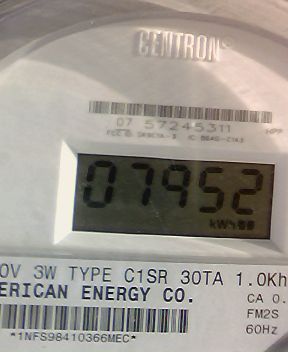 CENTRON
07 57245311
07952
kWh
0V 3W TYPE C1SR 30TA 1.0Kh
ERICAN ENERGY CO.
CA 0.
FM2S
*1NFS98410366MEC*
60Hz